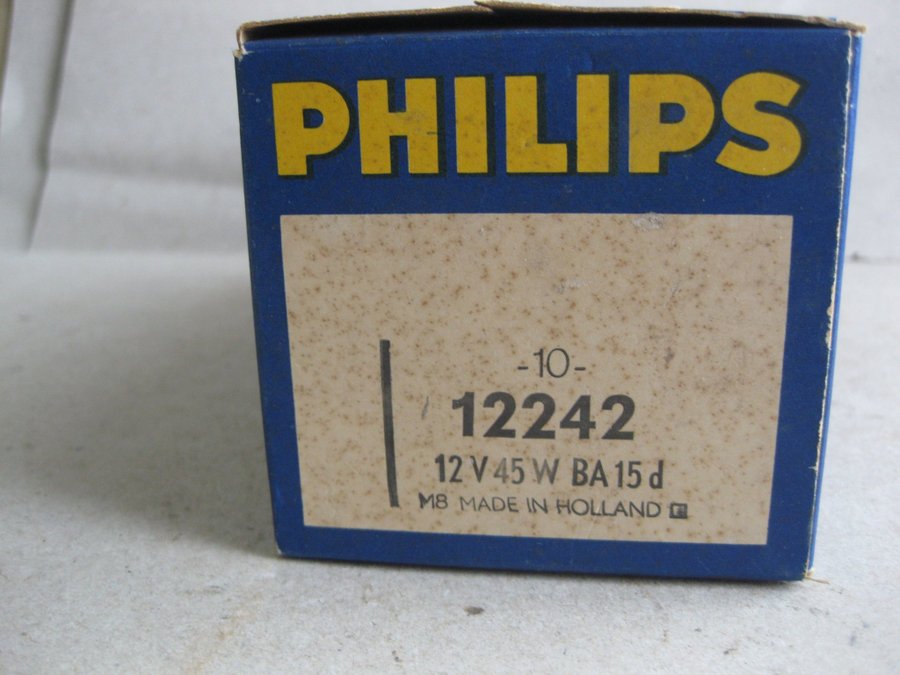 PHILIPS
-10-
12242
12 V 45 W BA 15 d
M8 MADE IN HOLLAND